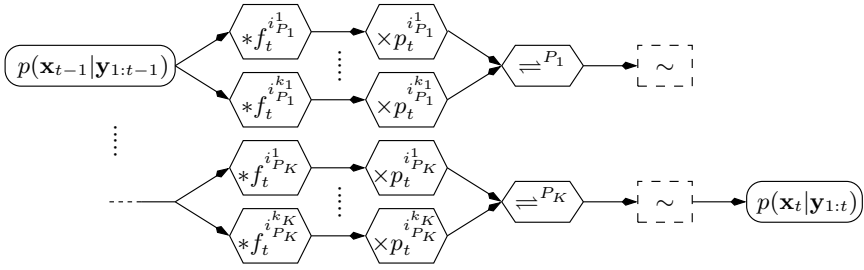 ∗f_t^{i^1_{P_1}} ×p_t^{i^1_{P_1}}
p(x_{t−1}|y_{1:t−1}) ⇌^{P_1} ∼
∗f_t^{i^{k_1}_{P_1}} ×p_t^{i^{k_1}_{P_1}}
∗f_t^{i^1_{P_K}} ×p_t^{i^1_{P_K}}
⇌^{P_K} ∼ p(x_t|y_{1:t})
∗f_t^{i^{k_K}_{P_K}} ×p_t^{i^{k_K}_{P_K}}